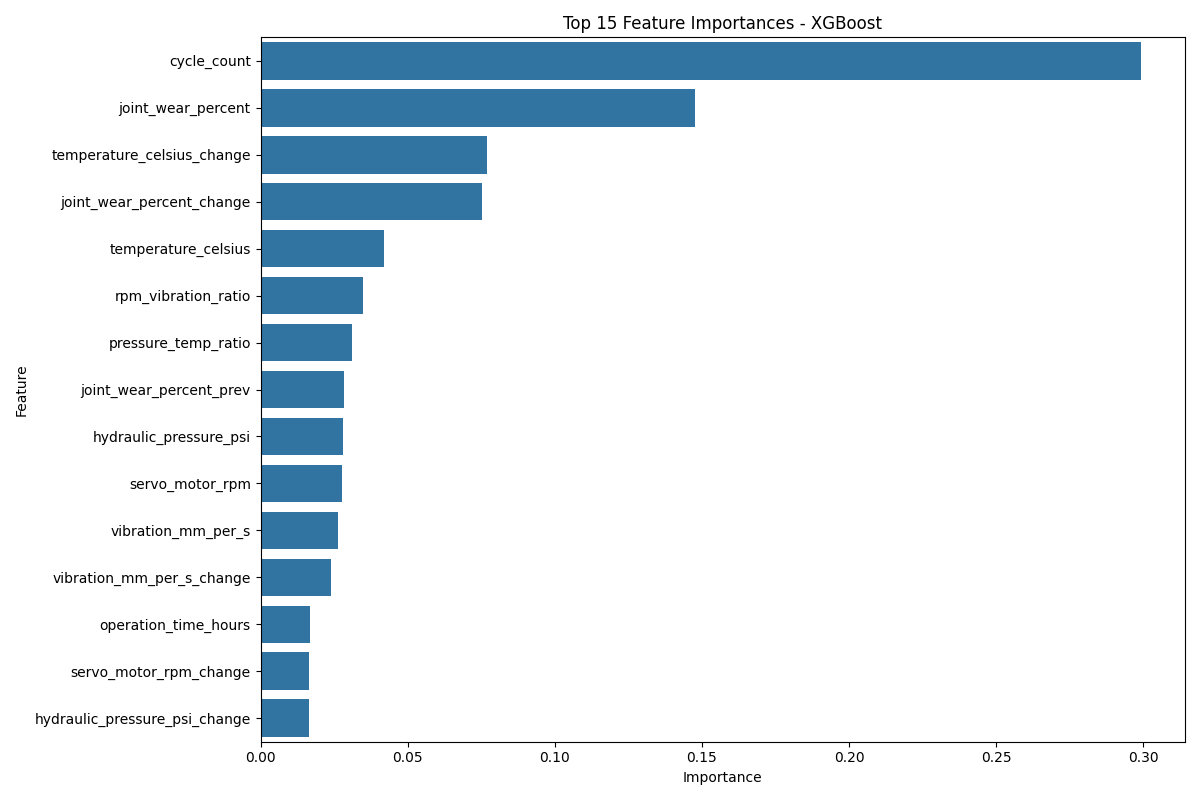 Top 15 Feature Importances - XGBoost
cycle_count
joint_wear_percent
temperature_celsius_change
joint_wear_percent_change
temperature_celsius
rpm_vibration_ratio
pressure_temp_ratio
joint_wear_percent_prev
hydraulic_pressure_psi
servo_motor_rpm
vibration_mm_per_s
vibration_mm_per_s_change
operation_time_hours
servo_motor_rpm_change
hydraulic_pressure_psi_change
Feature
0.00 0.05 0.10 0.15 0.20 0.25 0.30
Importance